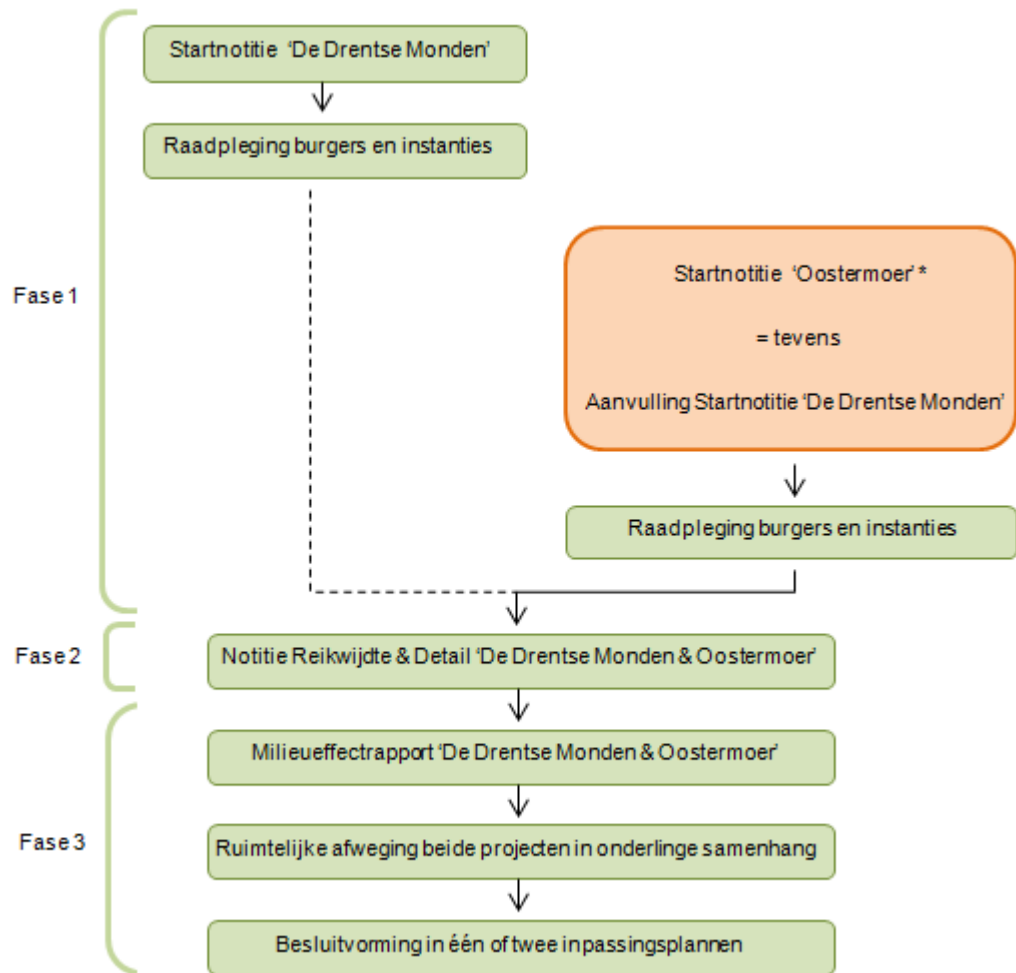 Startnotitie ‘De Drentse Monden’
Raadpleging burgers en instanties
Fase 1
Startnotitie ‘Oostermoer’ *
= tevens
Aanvulling Startnotitie ‘De Drentse Monden’
Raadpleging burgers en instanties
Fase 2
Notitie Reikwijdte & Detail ‘De Drentse Monden & Oostermoer’
Milieueffectrapport ‘De Drentse Monden & Oostermoer’
Fase 3
Ruimtelijke afweging beide projecten in onderlinge samenhang
Besluitvorming in één of twee inpassingsplannen